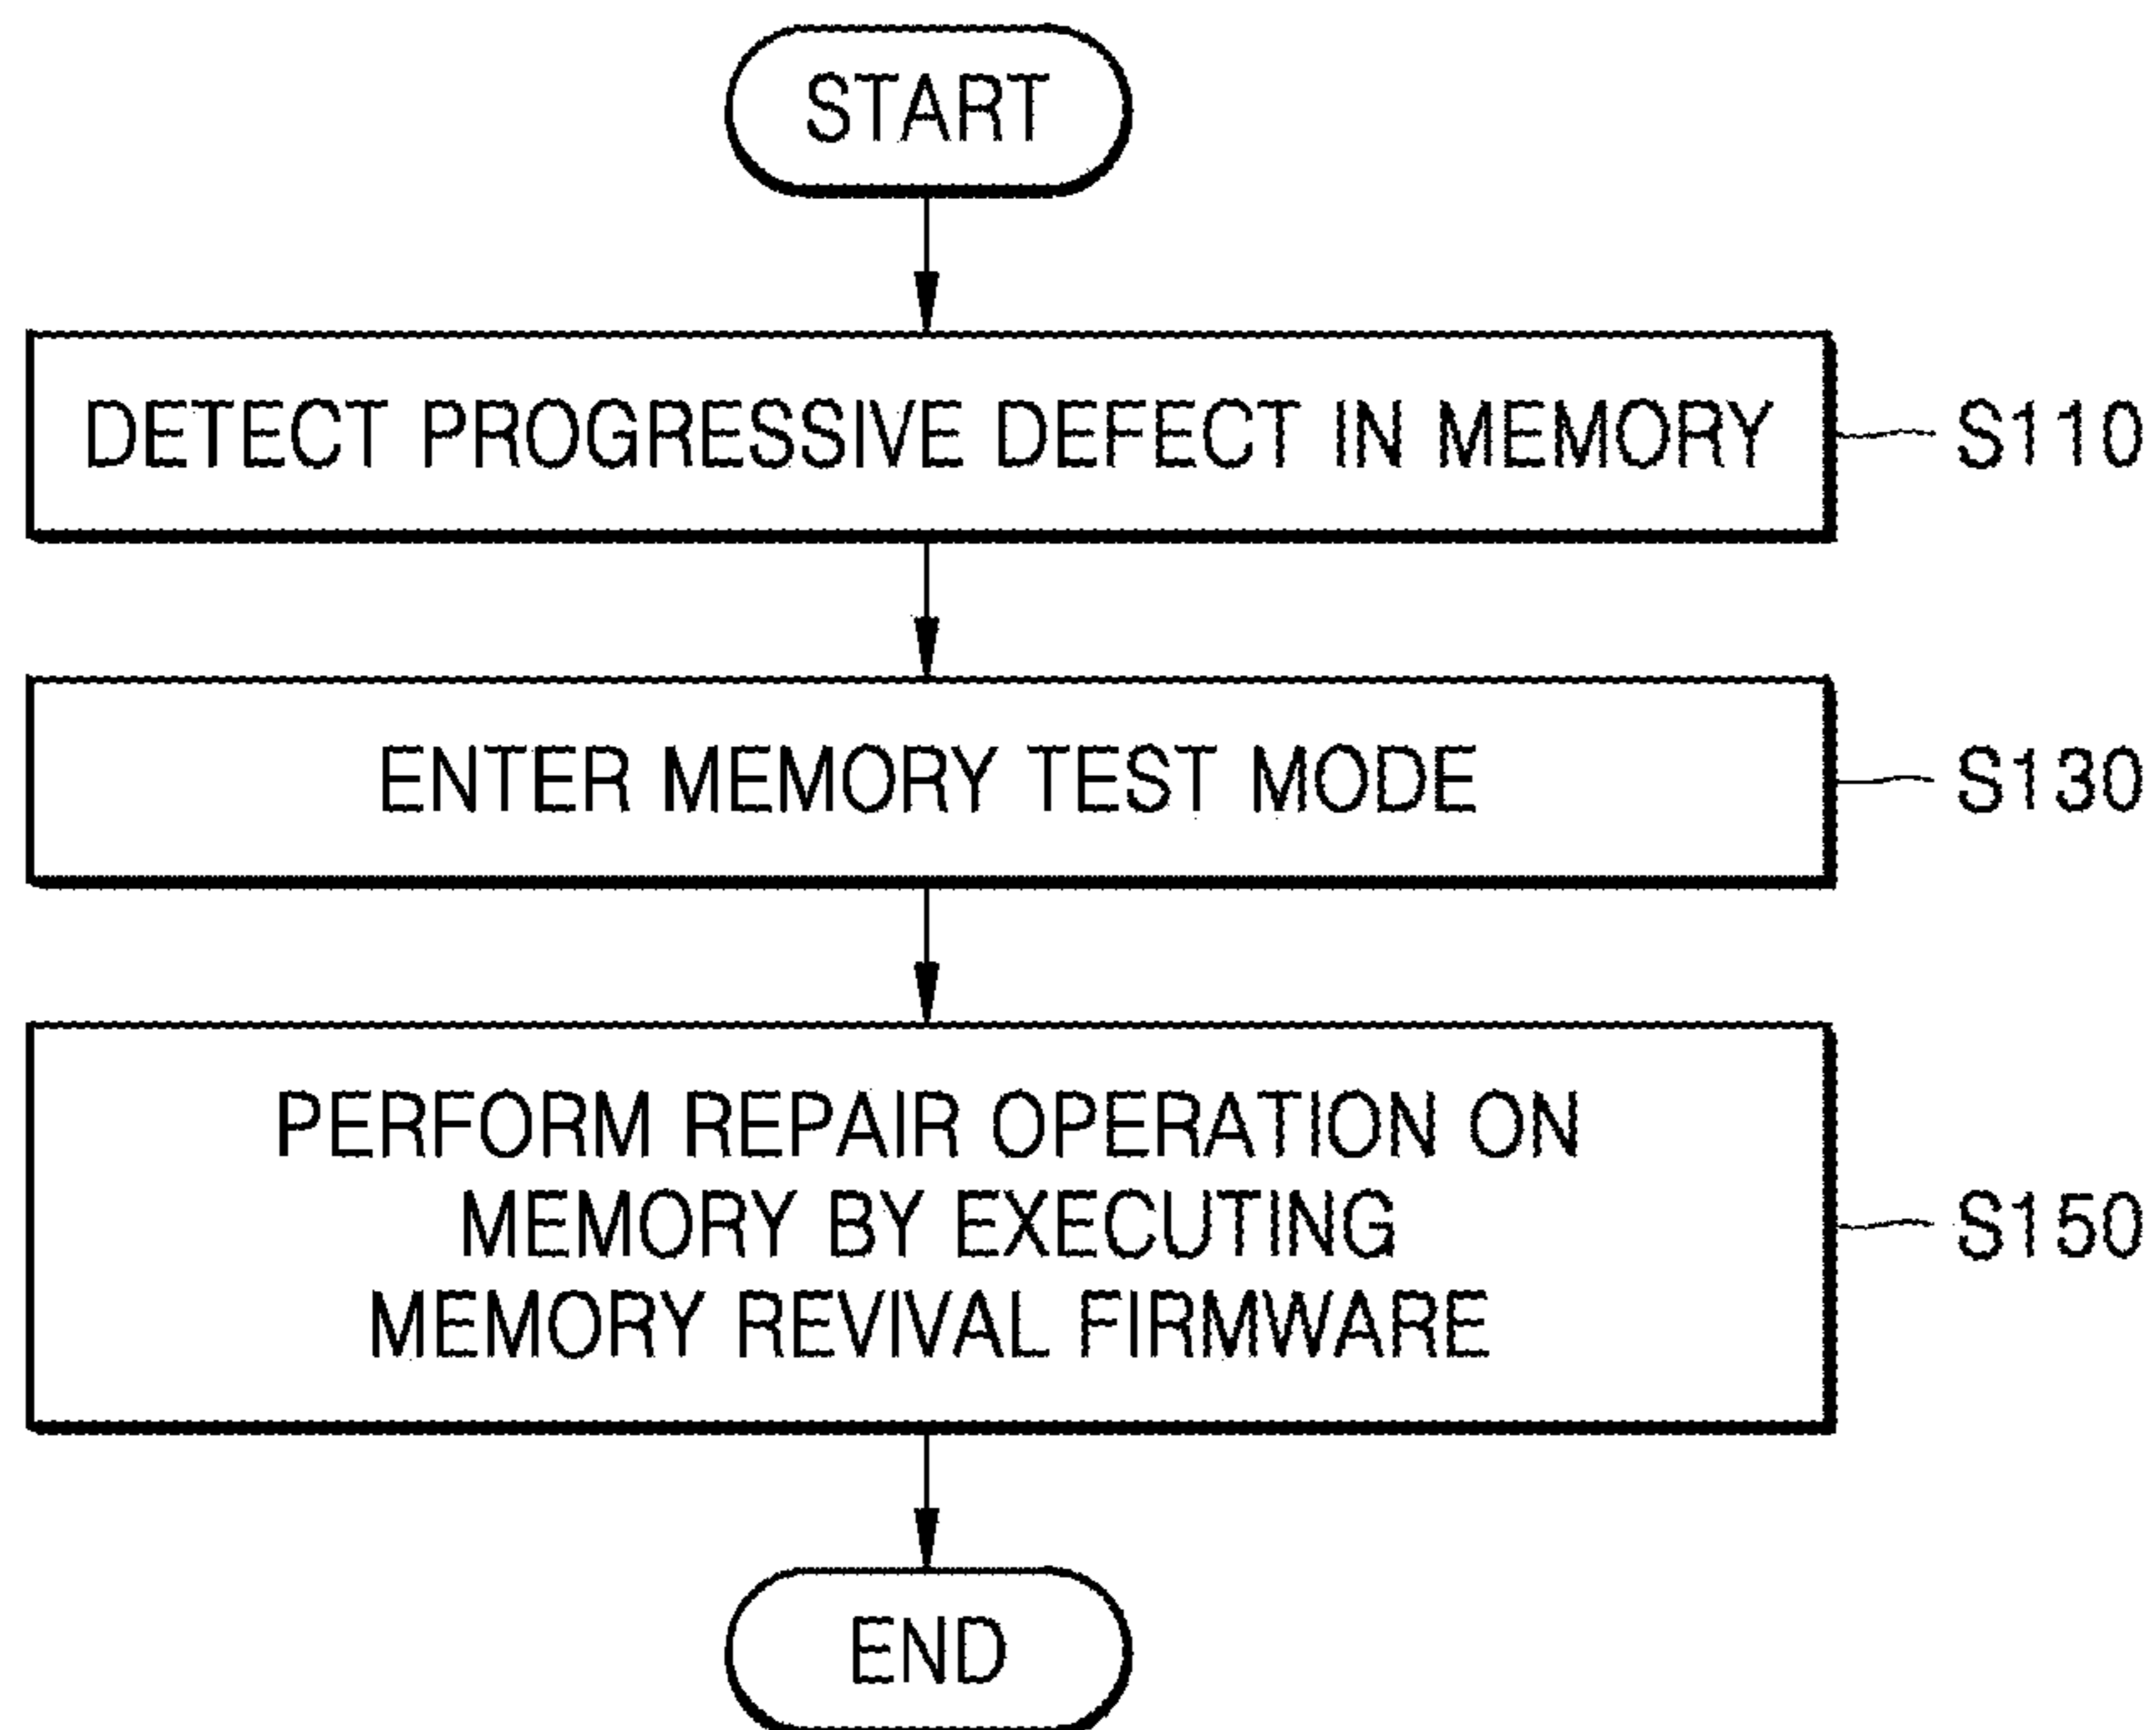 START
DETECT PROGRESSIVE DEFECT IN MEMORY
S110
ENTER MEMORY TEST MODE
S130
PERFORM REPAIR OPERATION ON
MEMORY BY EXECUTING
MEMORY REVIVAL FIRMWARE
S150
END